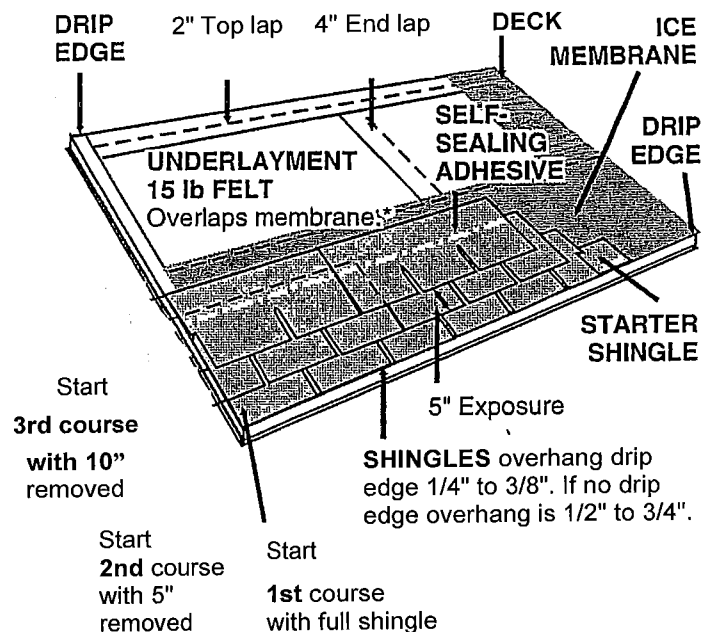 DRIP
EDGE
2" Top lap
4" End lap
DECK
ICE
MEMBRANE
SELF-
SEALING
ADHESIVE
DRIP
EDGE
UNDERLAYMENT
15 lb FELT
Overlaps membrane.*
STARTER
SHINGLE
5" Exposure
SHINGLES overhang drip
edge 1/4" to 3/8". If no drip
edge overhang is 1/2" to 3/4".
Start
3rd course
with 10”
removed
Start
2nd course
with 5"
removed
Start
1st course
with full shingle